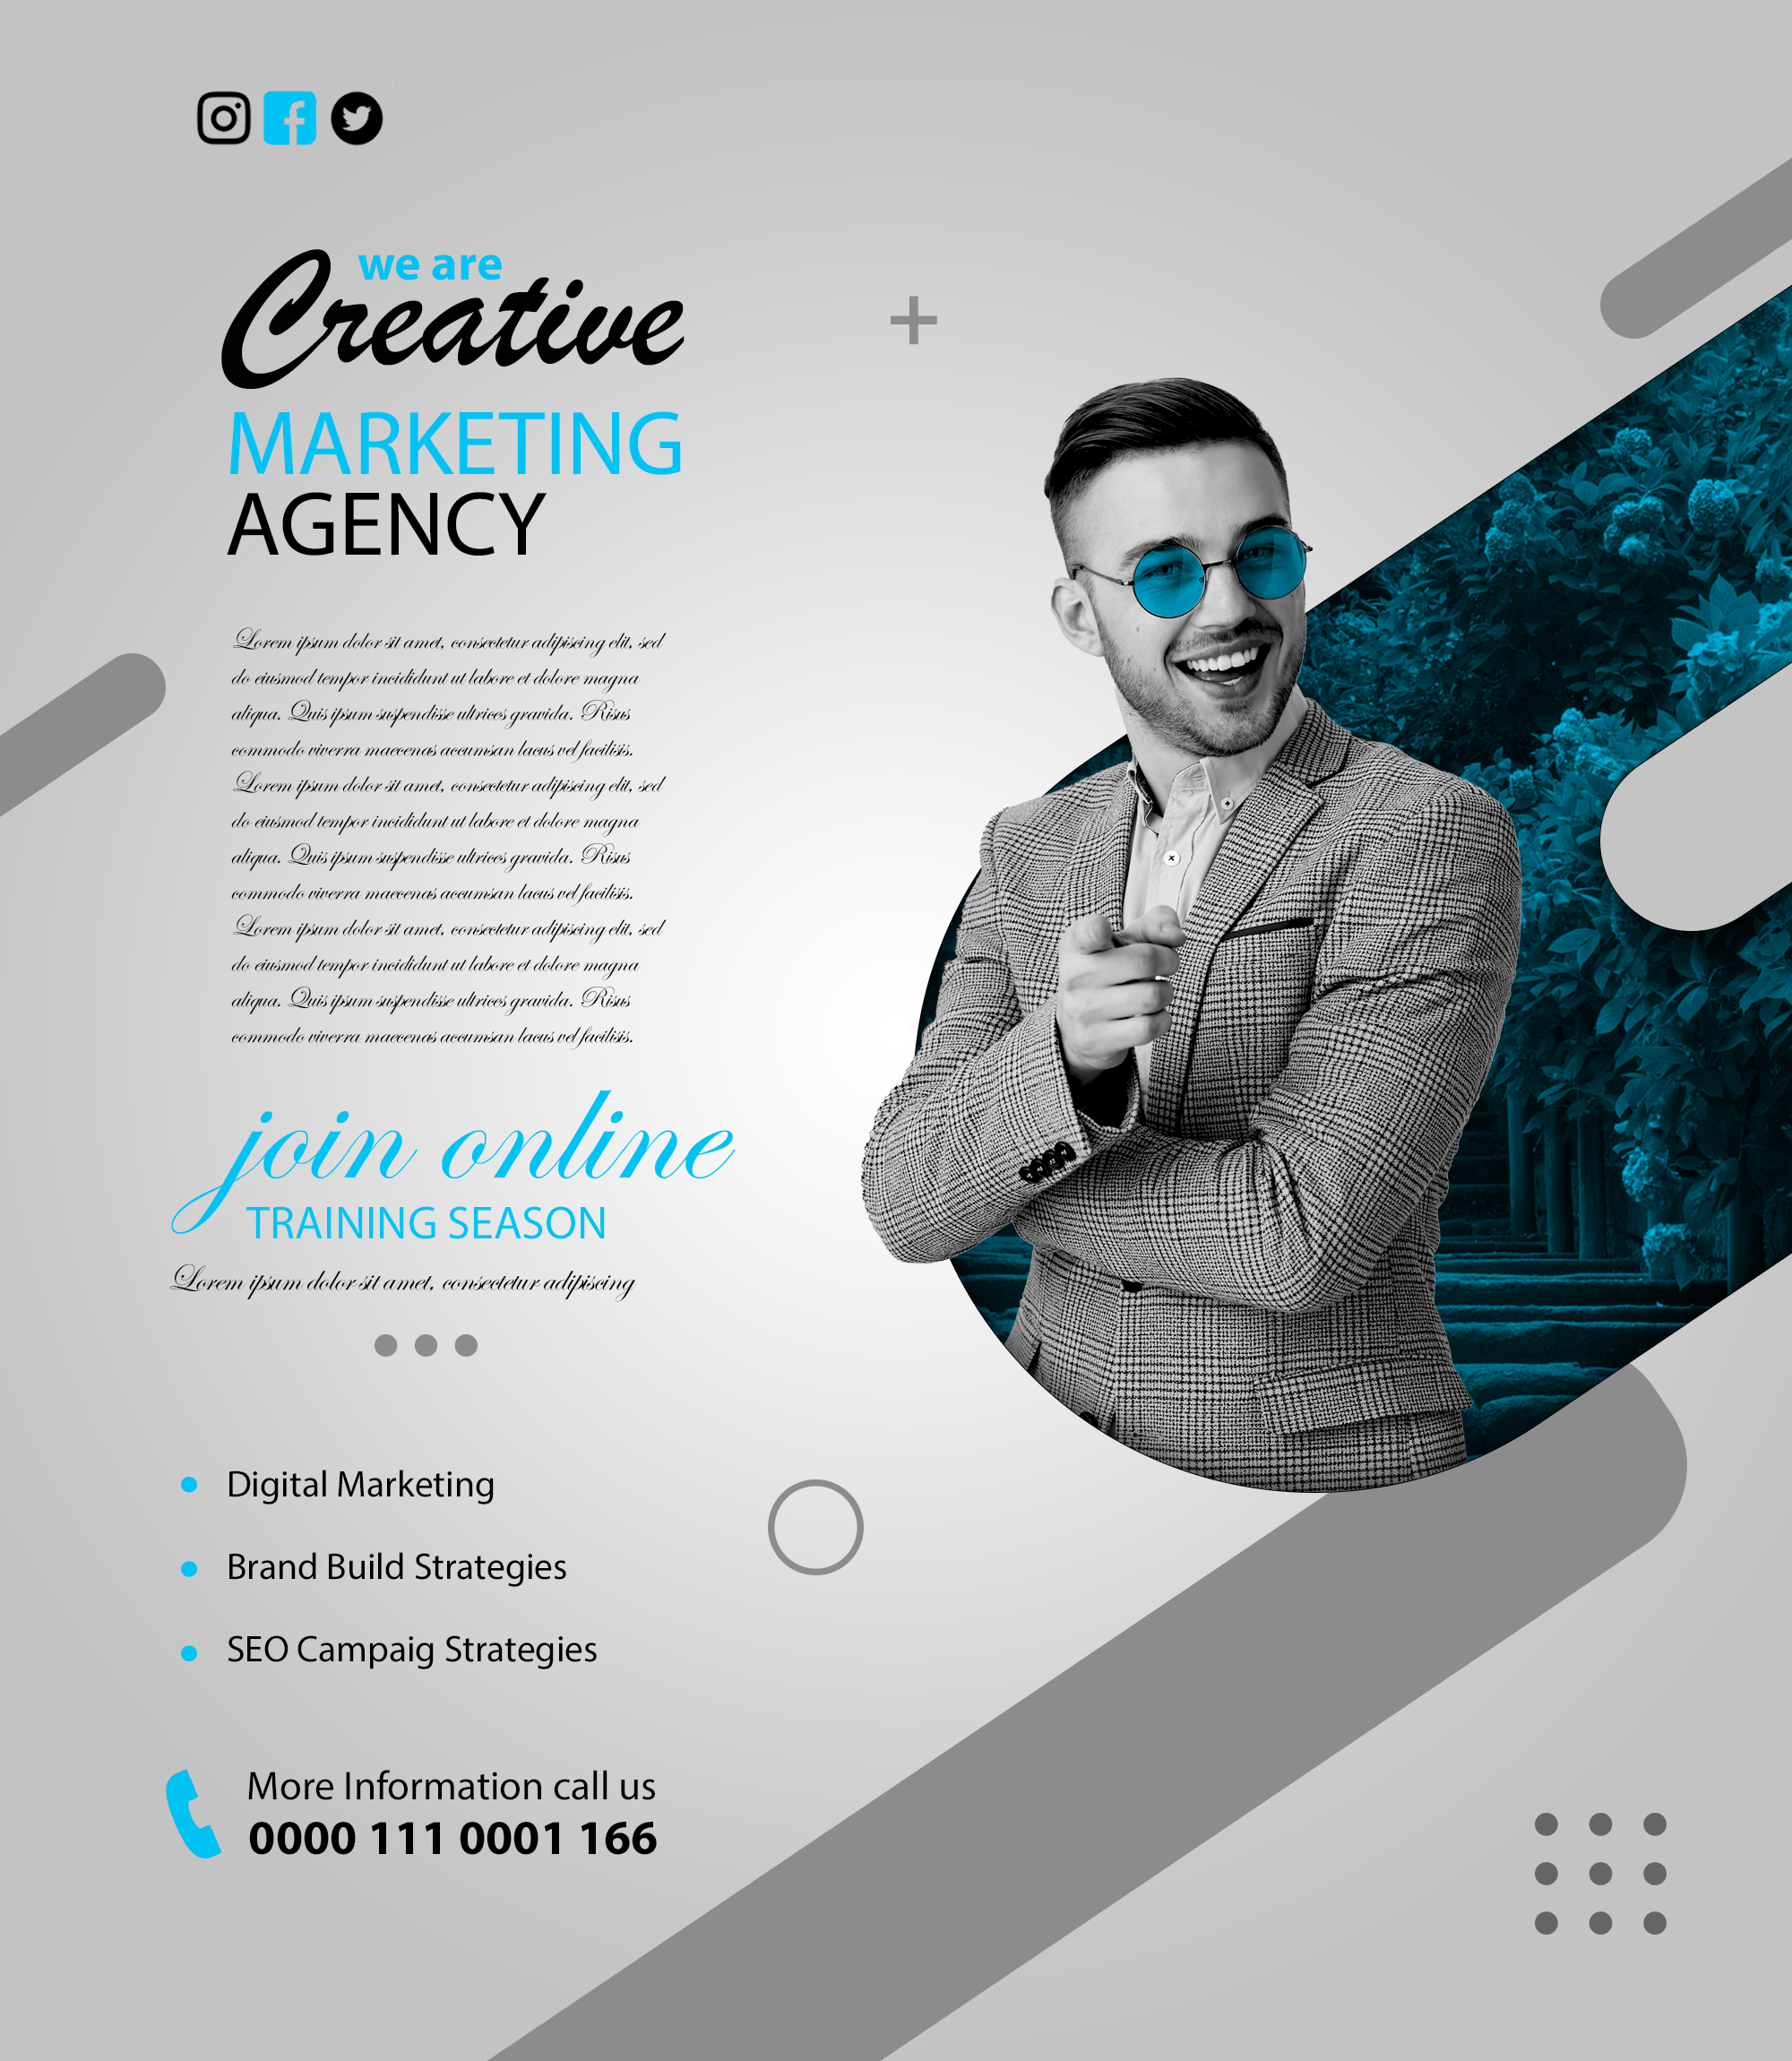 we are
Creative
MARKETING
AGENCY
Lorem ipsum dolor sit amet, consectetur adipiscing elit, sed
do eiusmod tempor incididunt ut labore et dolore magna
aliqua. Quis ipsum suspendisse ultrices gravida. Risus
commodo viverra maecenas accumsan lacus vel facilisis.
Lorem ipsum dolor sit amet, consectetur adipiscing elit, sed
do eiusmod tempor incididunt ut labore et dolore magna
aliqua. Quis ipsum suspendisse ultrices gravida. Risus
commodo viverra maecenas accumsan lacus vel facilisis.
Lorem ipsum dolor sit amet, consectetur adipiscing elit, sed
do eiusmod tempor incididunt ut labore et dolore magna
aliqua. Quis ipsum suspendisse ultrices gravida. Risus
commodo viverra maecenas accumsan lacus vel facilisis.
join online
TRAINING SEASON
Lorem ipsum dolor sit amet, consectetur adipiscing
Digital Marketing
Brand Build Strategies
SEO Campaig Strategies
More Information call us
0000 111 0001 166